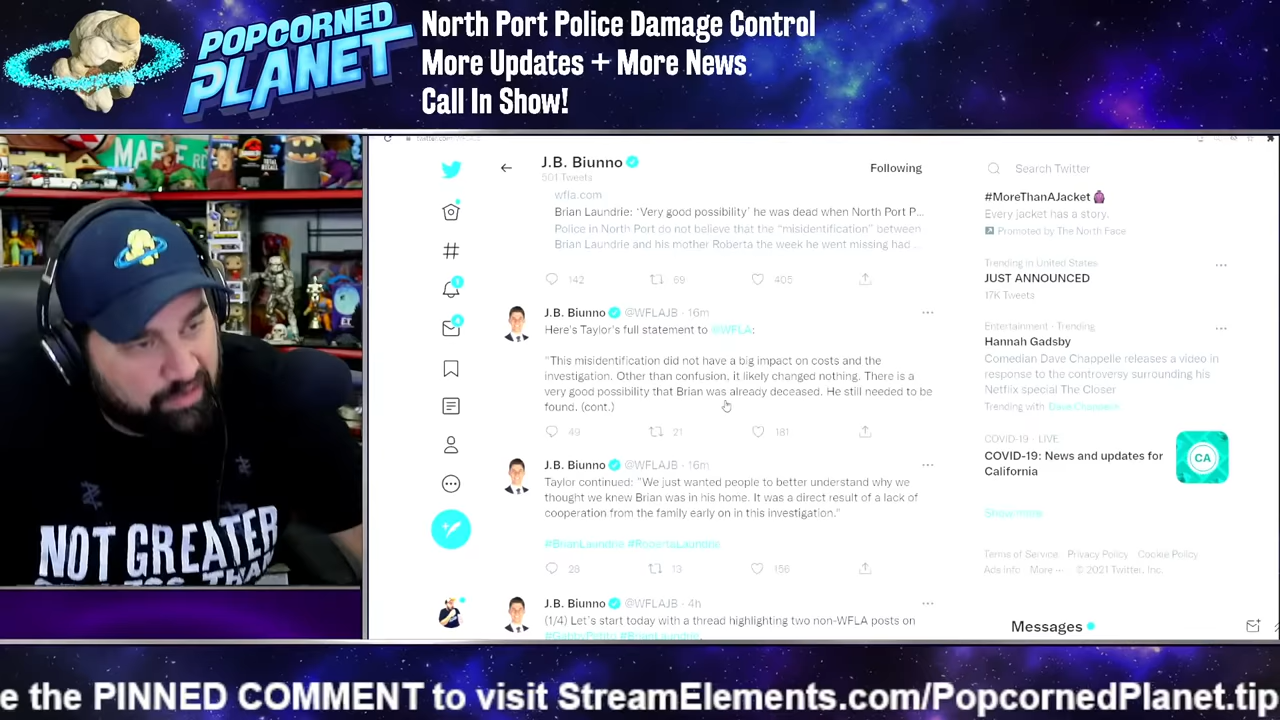 POPCORNED
PLANET
North Port Police Damage Control
More Updates + More News
Call In Show!
J.B. Biunno
501 Tweets
Following
Search Twitter
wfla.com
Brian Laundrie: 'Very good possibility' he was dead when North Port P...
Police in North Port do not believe that the "misidentification" between
Brian Laundrie and his mother Roberta the week he went missing had ...
142 69 405
J.B. Biunno @WFLAJB · 16m
Here's Taylor's full statement to @WFLA:
"This misidentification did not have a big impact on costs and the
investigation. Other than confusion, it likely changed nothing. There is a
very good possibility that Brian was already deceased. He still needed to be
found. (cont.)
49 21 181
J.B. Biunno @WFLAJB · 16m
Taylor continued: "We just wanted people to better understand why we
thought we knew Brian was in his home. It was a direct result of a lack of
cooperation from the family early on in this investigation."
#BrianLaundrie #RobertaLaundrie
28 13 156
J.B. Biunno @WFLAJB · 4h
(1/4) Let's start today with a thread highlighting two non-WFLA posts on
#GabbyPetito #BrianLaundrie.
#MoreThanAJacket
Every jacket has a story.
Promoted by The North Face
Trending in United States
JUST ANNOUNCED
17K Tweets
Entertainment · Trending
Hannah Gadsby
Comedian Dave Chappelle releases a video in
response to the controversy surrounding his
Netflix special The Closer
Trending with Dave Chappelle
COVID-19 · LIVE
COVID-19: News and updates for
California
CA
Show more
Terms of Service Privacy Policy Cookie Policy
Ads Info More ... © 2021 Twitter, Inc.
Messages
NOT GREATER
e the PINNED COMMENT to visit StreamElements.com/PopcornedPlanet.tip